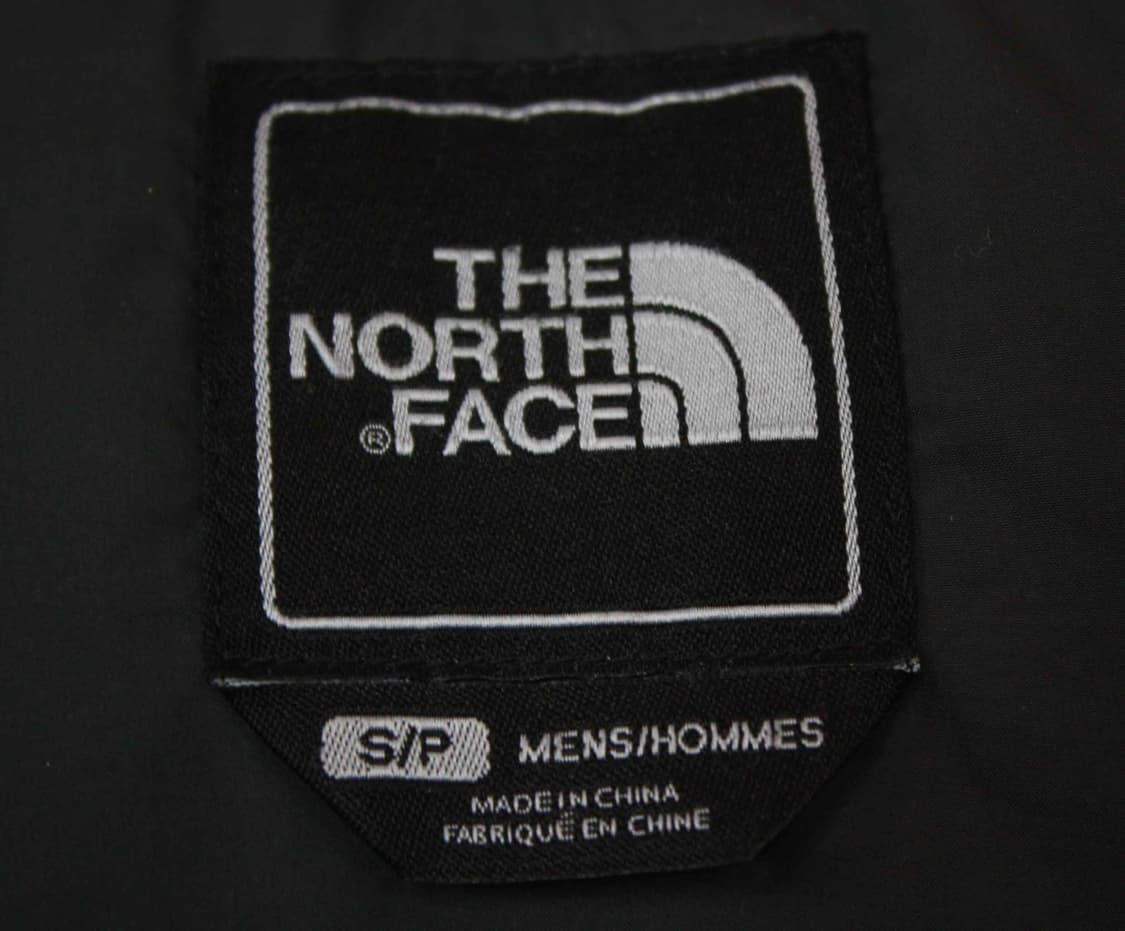 THE
NORTH
®FACE
S/P MENS/HOMMES
MADE IN CHINA
FABRIQUÉ EN CHINE